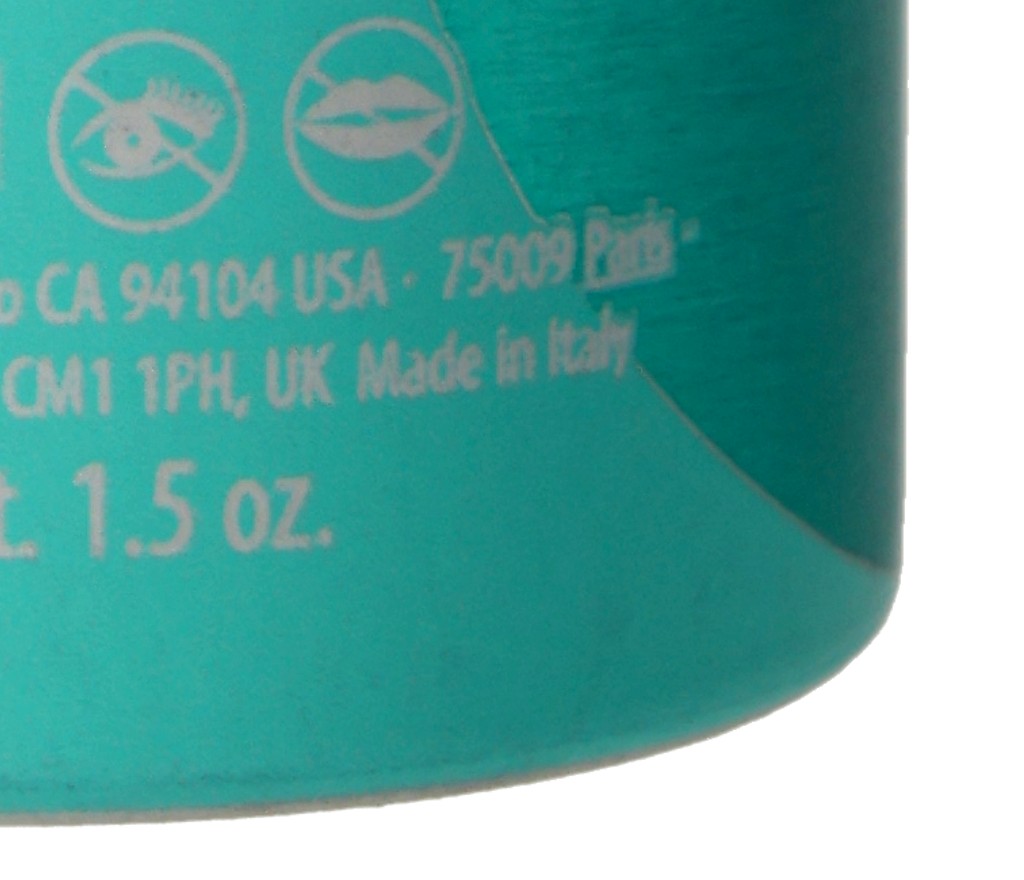 CA 94104 USA · 75009 Paris ·
CM1 1PH, UK Made in Italy
1.5 oz.